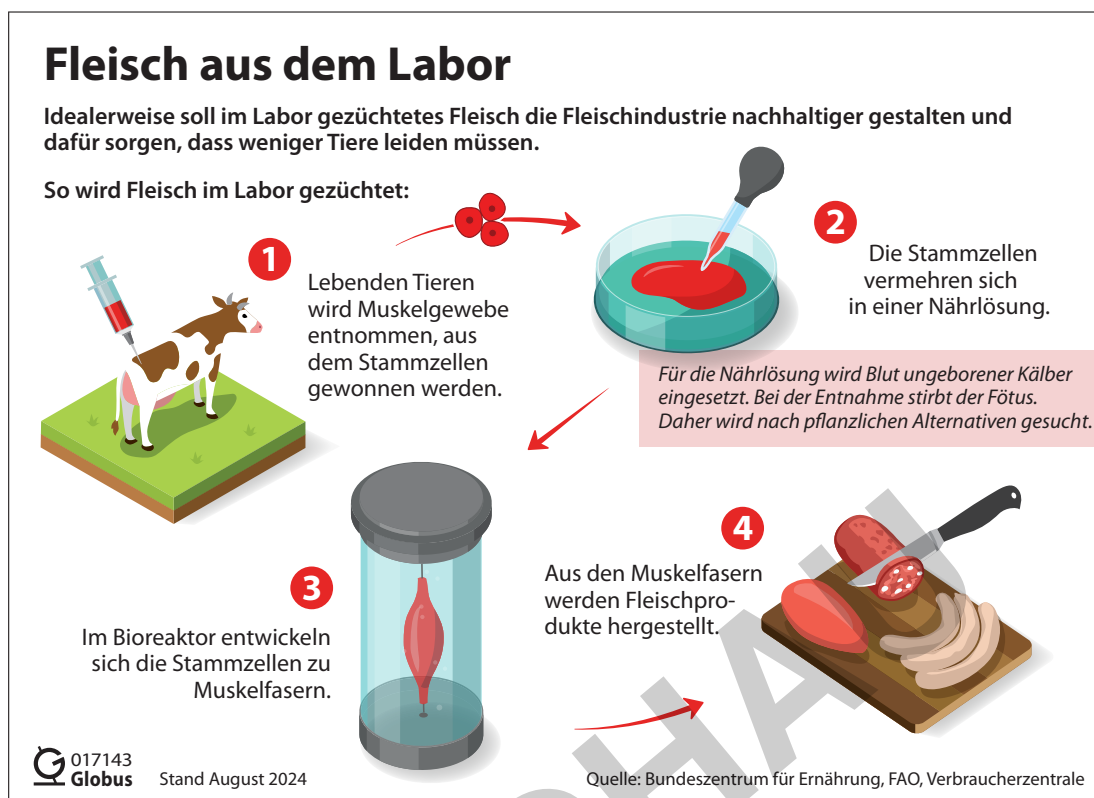 Fleisch aus dem Labor
Idealerweise soll im Labor gezüchtetes Fleisch die Fleischindustrie nachhaltiger gestalten und
dafür sorgen, dass weniger Tiere leiden müssen.
So wird Fleisch im Labor gezüchtet:
1
Lebenden Tieren
wird Muskelgewebe
entnommen, aus
dem Stammzellen
gewonnen werden.
2
Die Stammzellen
vermehren sich
in einer Nährlösung.
Für die Nährlösung wird Blut ungeborener Kälber
eingesetzt. Bei der Entnahme stirbt der Fötus.
Daher wird nach pflanzlichen Alternativen gesucht.
3
Im Bioreaktor entwickeln
sich die Stammzellen zu
Muskelfasern.
4
Aus den Muskelfasern
werden Fleischpro-
dukte hergestellt.
017143
Globus
Stand August 2024
Quelle: Bundeszentrum für Ernährung, FAO, Verbraucherzentrale